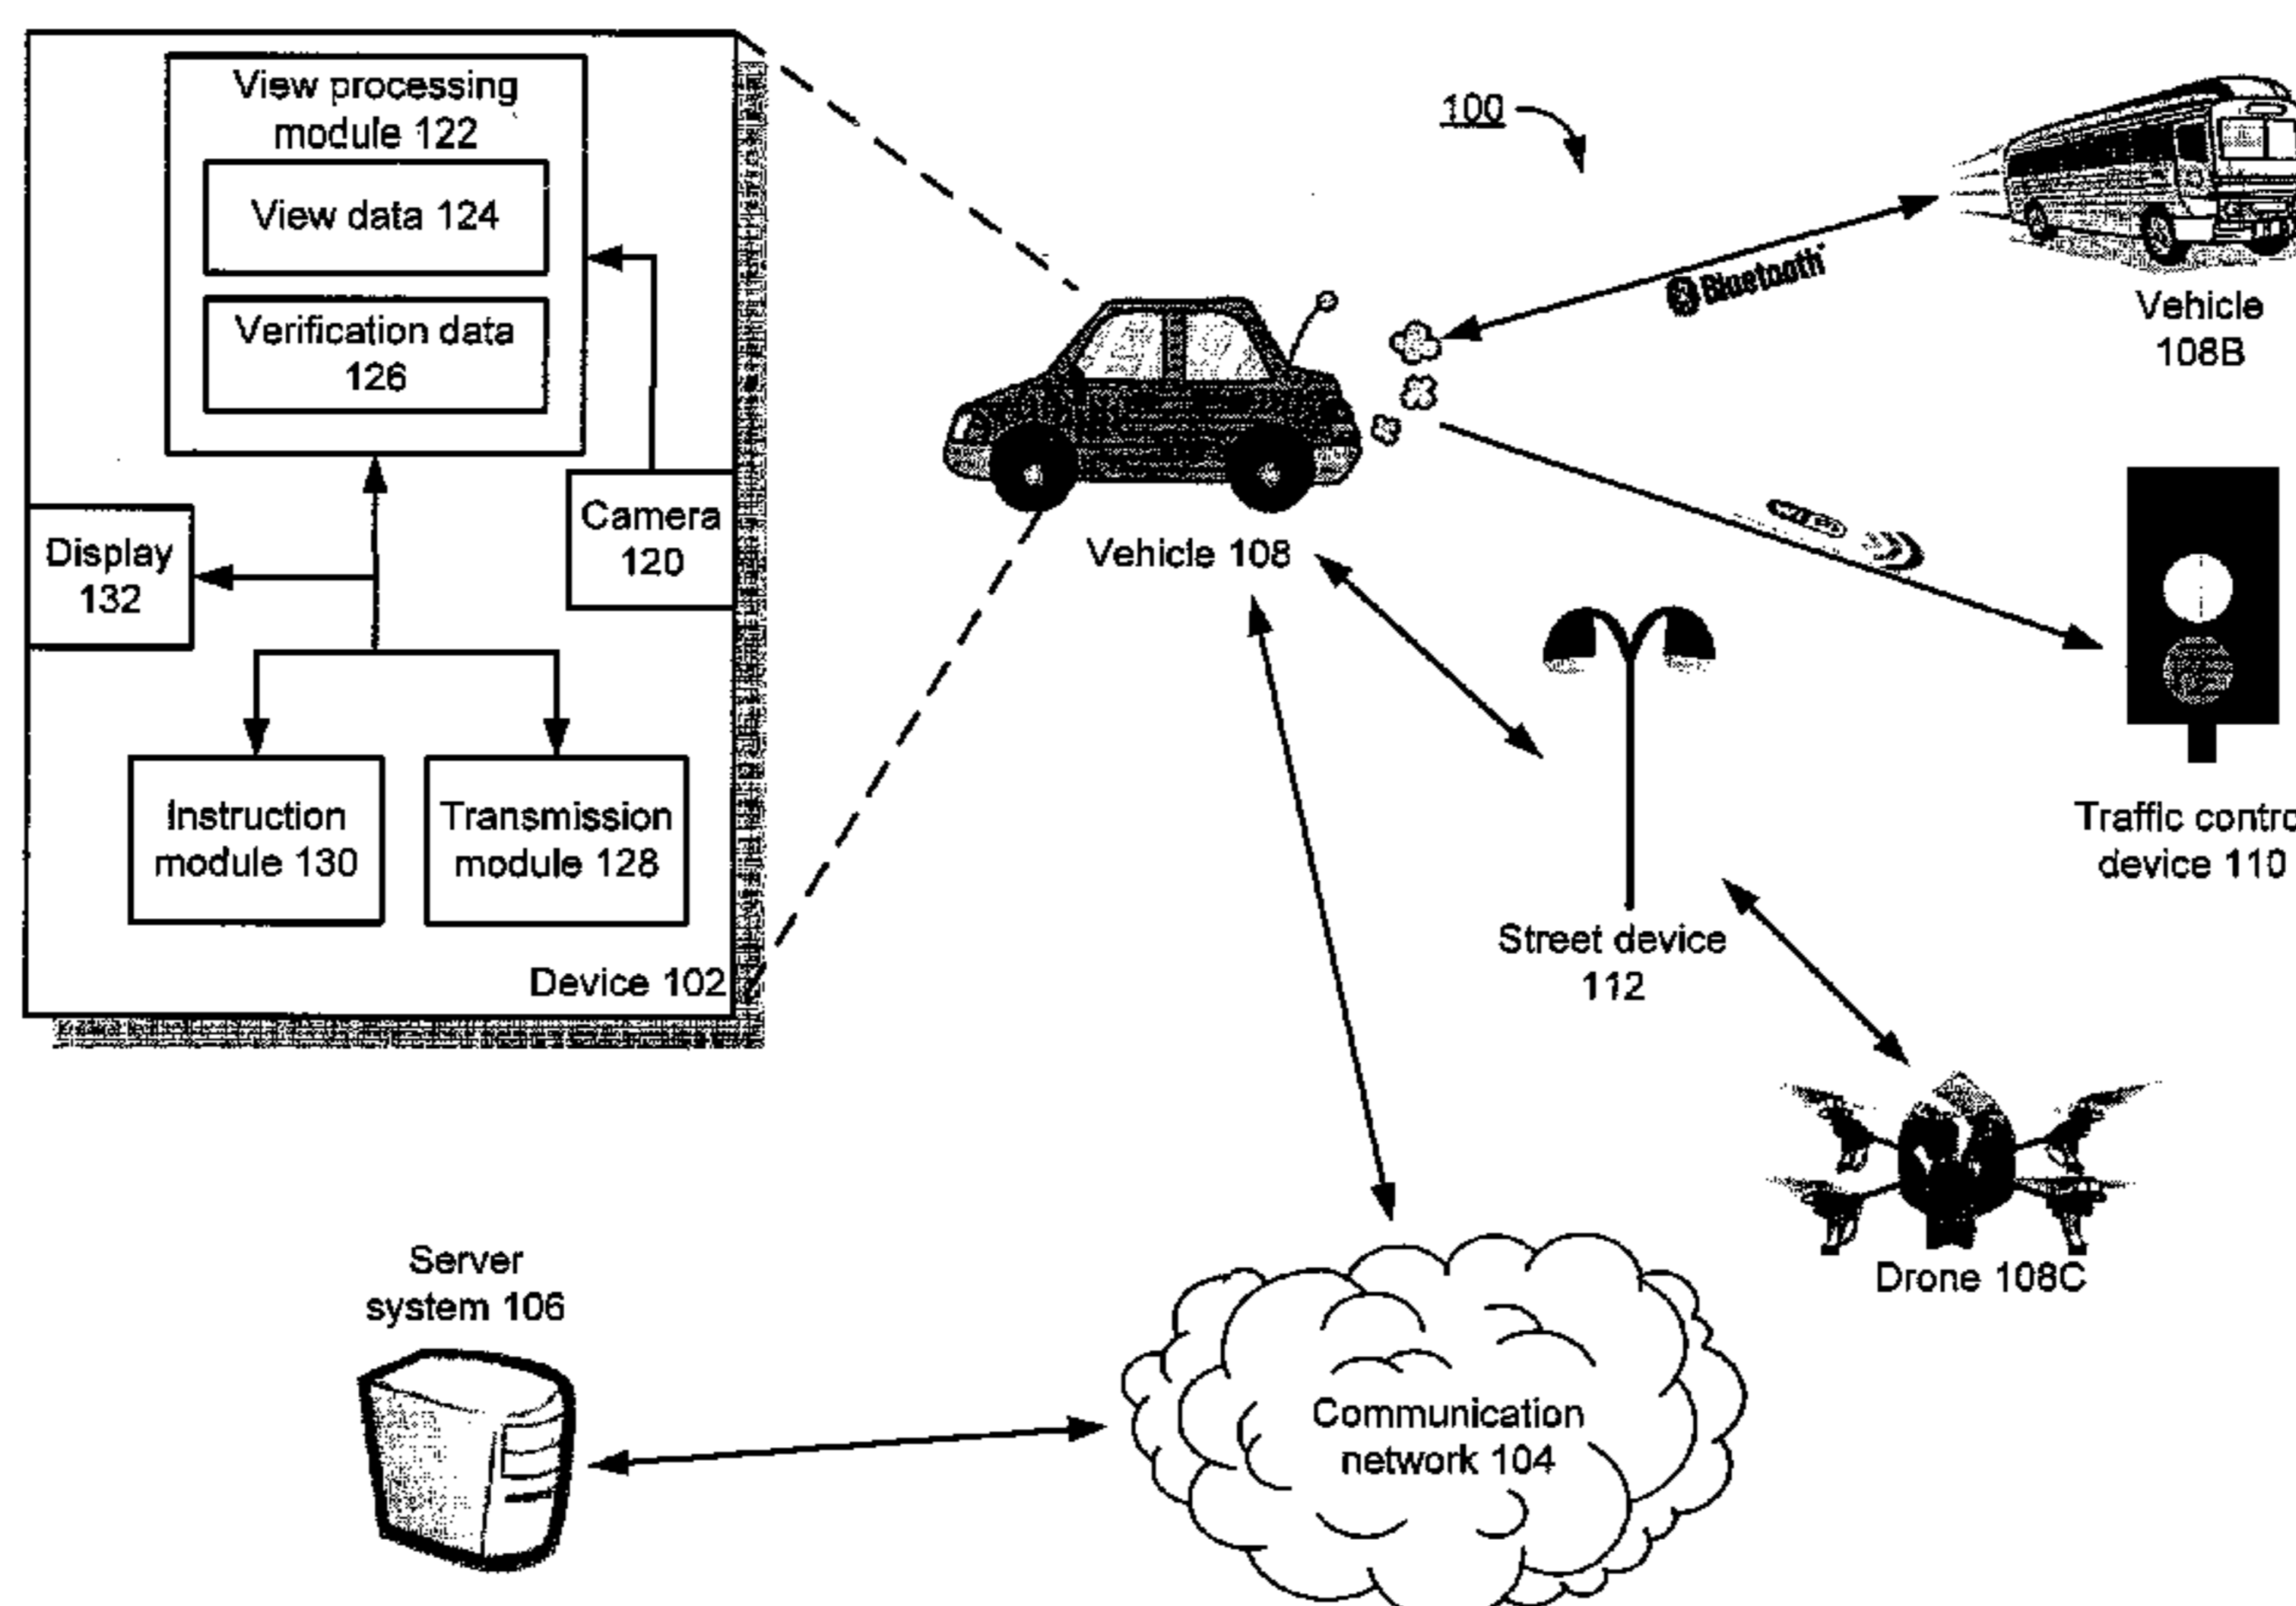 View processing
module 122
View data 124
Verification data
126
Display
132
Camera
120
Instruction
module 130
Transmission
module 128
Device 102
100
Bluetooth
Vehicle
108B
Vehicle 108
Traffic contro
device 110
Street device
112
Drone 108C
Server
system 106
Communication
network 104